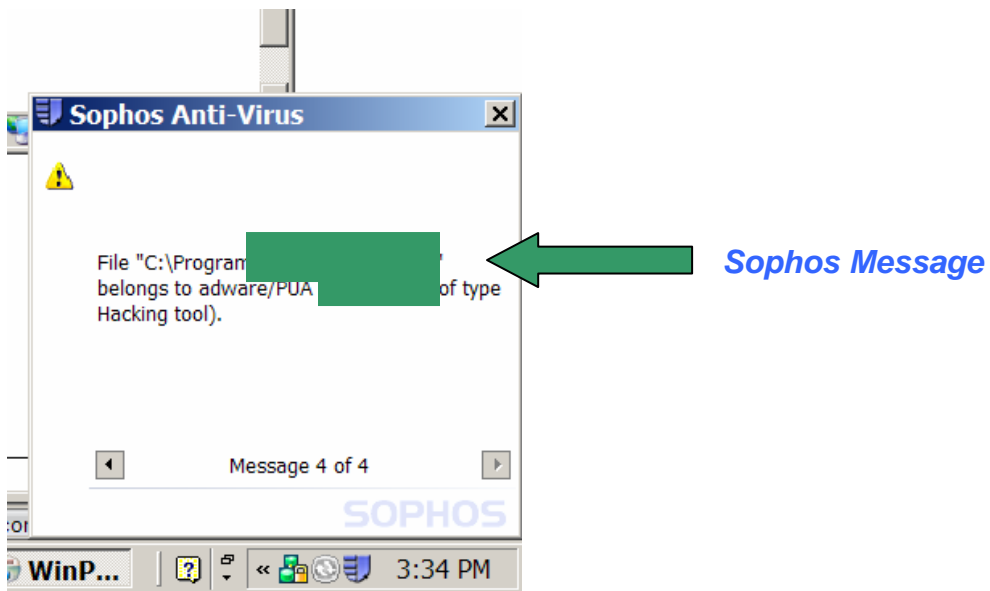 Sophos Anti-Virus
File "C:\Program "
belongs to adware/PUA of type
Hacking tool).
Sophos Message
Message 4 of 4
SOPHOS
WinP... « 3:34 PM